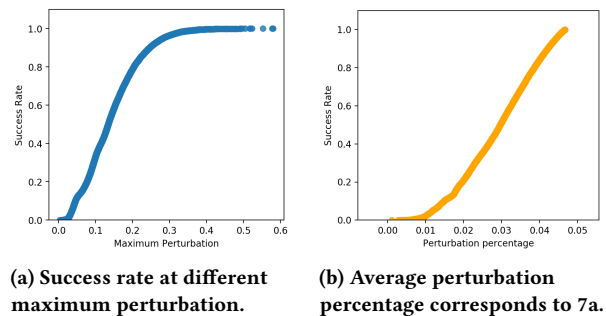 1.0
0.8
0.6
0.4
0.2
0.0
Success Rate
0.0 0.1 0.2 0.3 0.4 0.5 0.6
Maximum Perturbation
(a) Success rate at different
maximum perturbation.
1.0
0.8
0.6
0.4
0.2
0.0
Success Rate
0.00 0.01 0.02 0.03 0.04 0.05
Perturbation percentage
(b) Average perturbation
percentage corresponds to 7a.